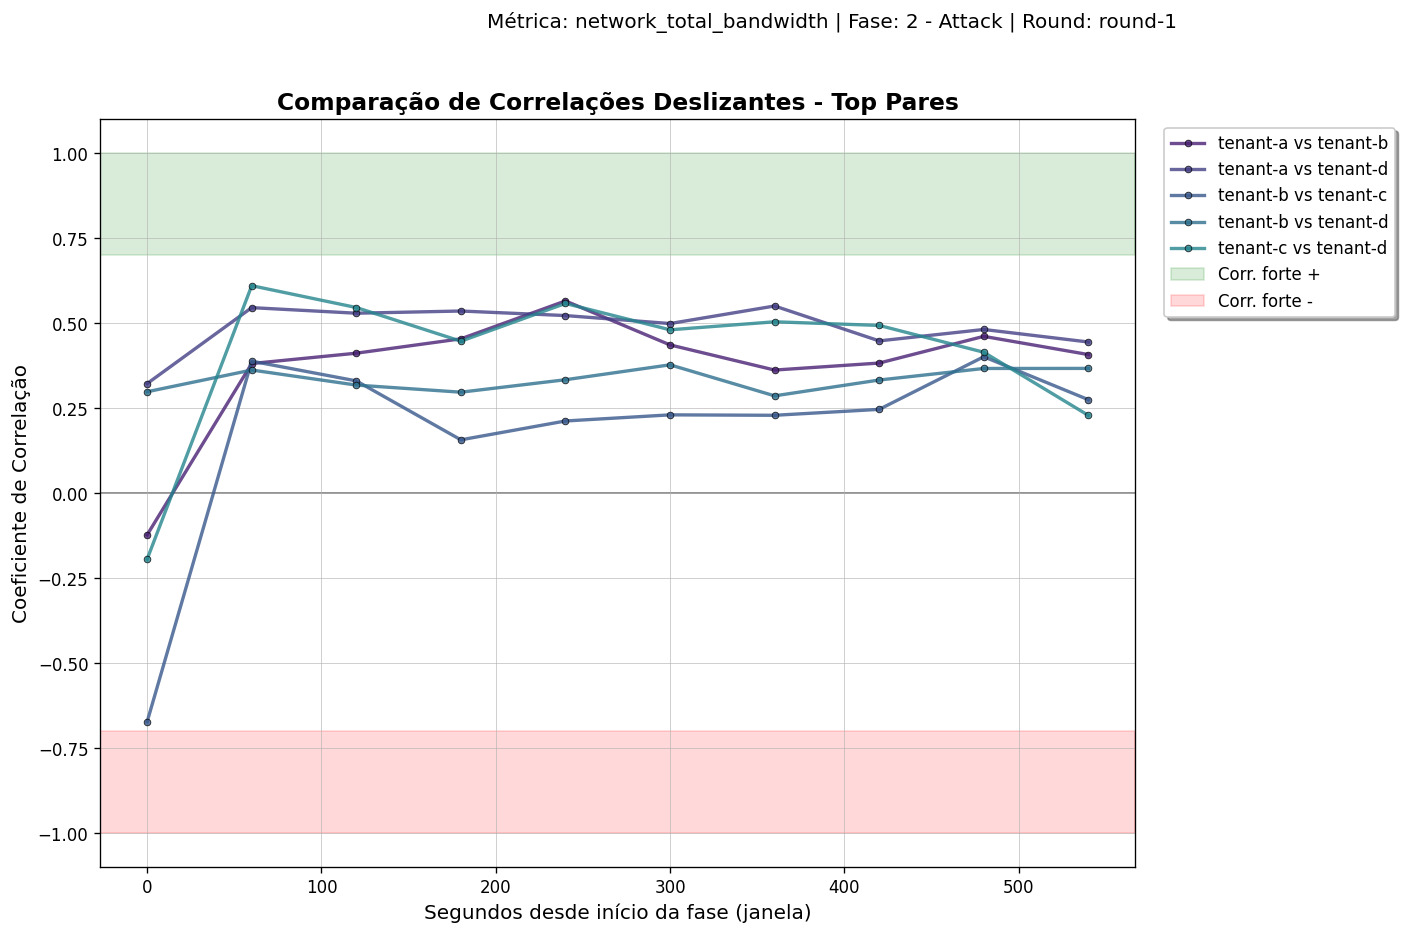 Métrica: network_total_bandwidth | Fase: 2 - Attack | Round: round-1
Comparação de Correlações Deslizantes - Top Pares
Coeficiente de Correlação
1.00
0.75
0.50
0.25
0.00
−0.25
−0.50
−0.75
−1.00
0
100
200
300
400
500
Segundos desde início da fase (janela)
tenant-a vs tenant-b
tenant-a vs tenant-d
tenant-b vs tenant-c
tenant-b vs tenant-d
tenant-c vs tenant-d
Corr. forte +
Corr. forte -